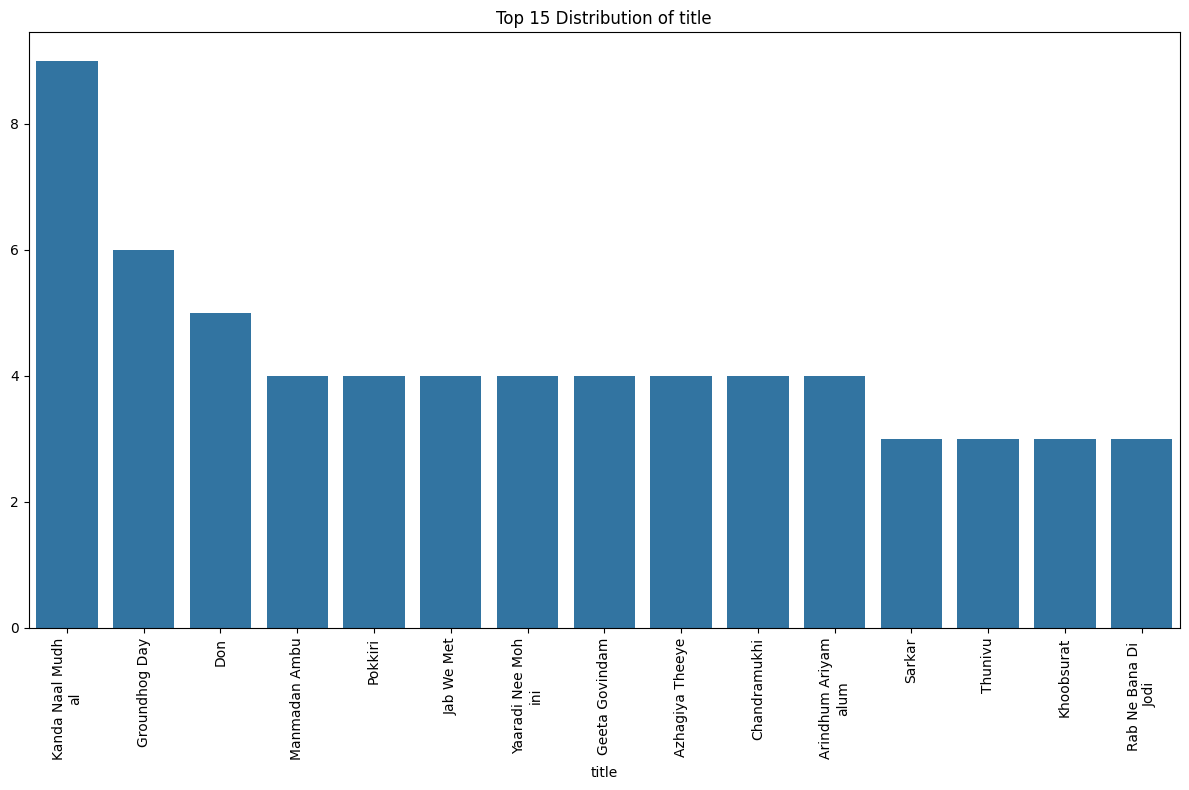 Top 15 Distribution of title
8
6
4
2
0
Kanda Naal Mudh
al
Groundhog Day
Don
Manmadan Ambu
Pokkiri
Jab We Met
Yaaradi Nee Moh
ini
Geeta Govindam
Azhagiya Theeye
Chandramukhi
Arindhum Ariyam
alum
Sarkar
Thunivu
Khoobsurat
Rab Ne Bana Di
Jodi
title